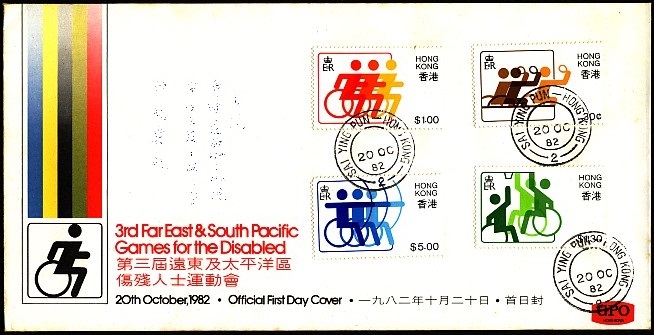 HONG
KONG
香港
$1.00
HONG
KONG
香港
30c
HONG
KONG
香港
$5.00
HONG
KONG
香港
SAI YING PUN — HONG KONG
20 OC
82
2
SAI YING PUN — HONG KONG
20 OC
82
2
SAI YING PUN — HONG KONG
20 OC
82
2
3rd Far East & South Pacific
Games for the Disabled
第三屆遠東及太平洋區
傷殘人士運動會
20th October,1982 • Official First Day Cover • 一九八二年十月二十日 • 首日封
GPO